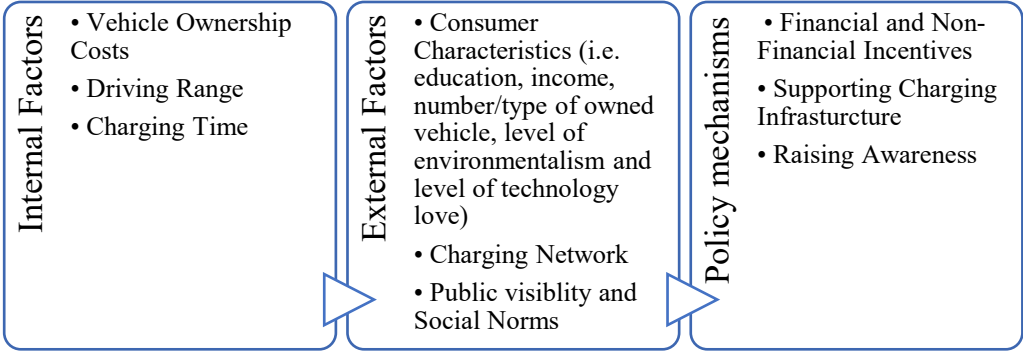 Internal Factors
• Vehicle Ownership
Costs
• Driving Range
• Charging Time
External Factors
• Consumer
Characteristics (i.e.
education, income,
number/type of owned
vehicle, level of
environmentalism and
level of technology
love)
• Charging Network
• Public visiblity and
Social Norms
Policy mechanisms
• Financial and Non-
Financial Incentives
• Supporting Charging
Infrasturcture
• Raising Awareness